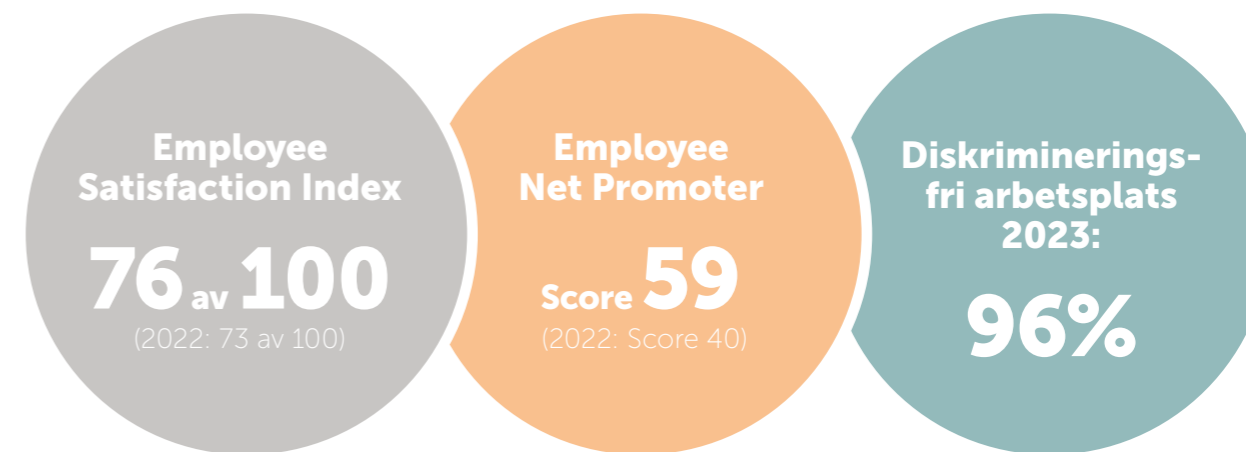 Employee
Satisfaction Index
76 av 100
(2022: 73 av 100)
Employee
Net Promoter
Score 59
(2022: Score 40)
Diskriminerings-
fri arbetsplats
2023:
96%